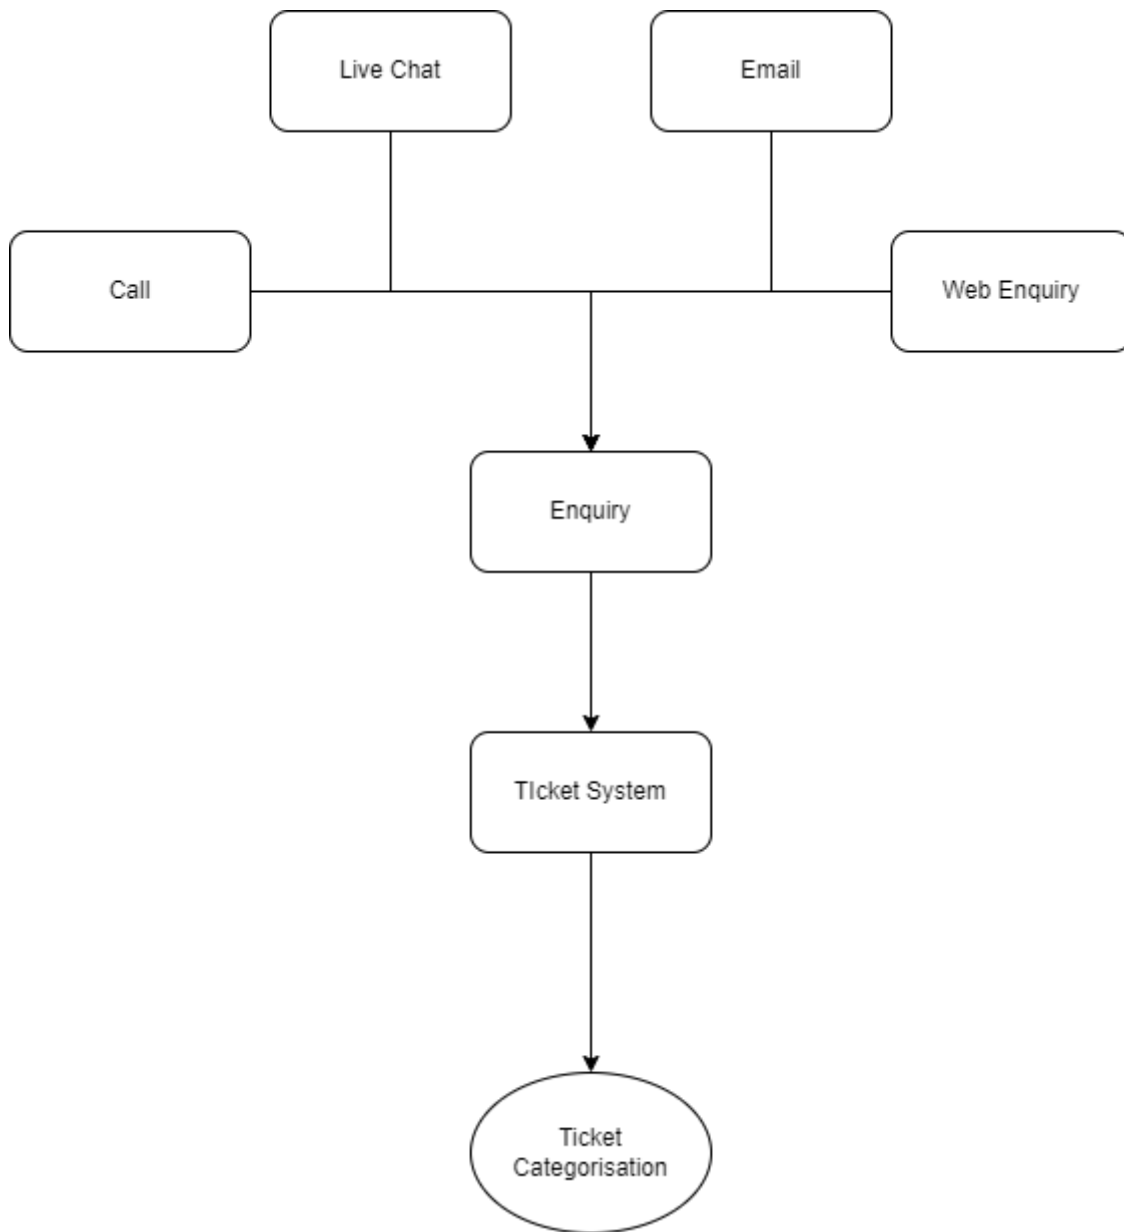 Live Chat
Email
Call
Web Enquiry
Enquiry
TIcket System
Ticket
Categorisation